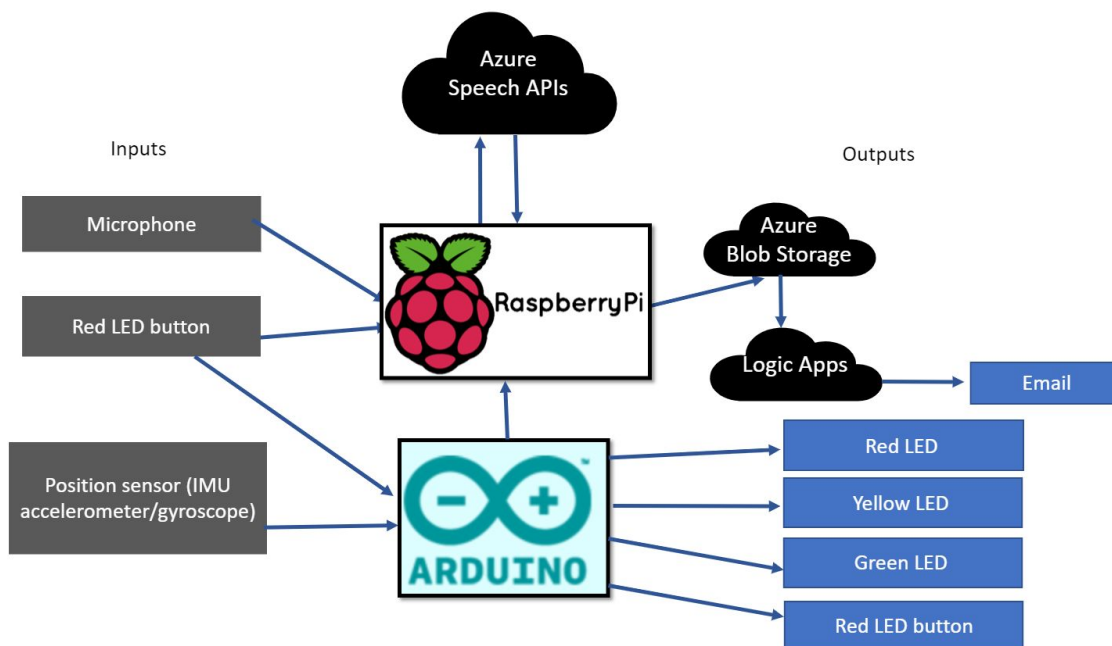 Azure
Speech APIs
Inputs
Outputs
Microphone
Azure
Blob Storage
RaspberryPi
Red LED button
Logic Apps
Email
Position sensor (IMU
accelerometer/gyroscope)
™
ARDUINO
Red LED
Yellow LED
Green LED
Red LED button